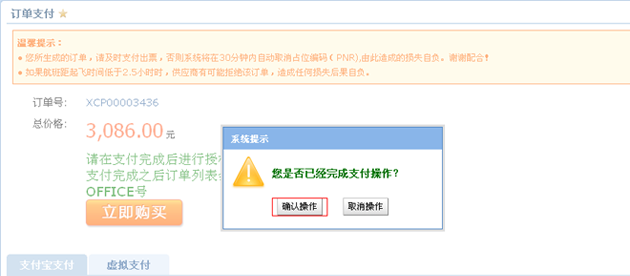 订单支付
温馨提示：
您所生成的订单，请及时支付出票，否则系统将在30分钟内自动取消占位编码（PNR),由此造成的损失自负。谢谢配合!
如果航班距起飞时间低于2.5小时时，供应商有可能拒绝该订单，造成任何损失后果自负。
订单号： XCP00003436
总价格： 3,086.00 元
请在支付完成后进行授权
支付完成之后订单列表
OFFICE号
立即购买
系统提示
您是否已经完成支付操作？
确认操作 取消操作
支付宝支付 虚拟支付